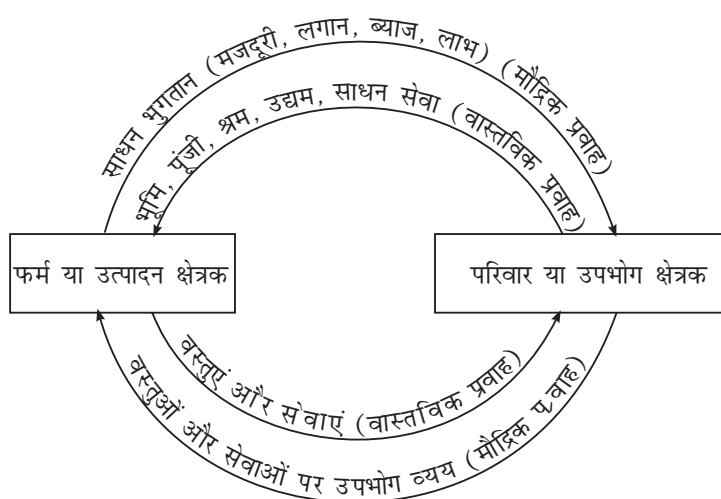 साधन भुगतान (मजदूरी, लगान, ब्याज, लाभ) (मौद्रिक प्रवाह)
भूमि, पूंजी, श्रम, उद्यम, साधन सेवा (वास्तविक प्रवाह)
फर्म या उत्पादन क्षेत्रक
परिवार या उपभोग क्षेत्रक
वस्तुएं और सेवाएं (वास्तविक प्रवाह)
वस्तुओं और सेवाओं पर उपभोग व्यय (मौद्रिक प्रवाह)